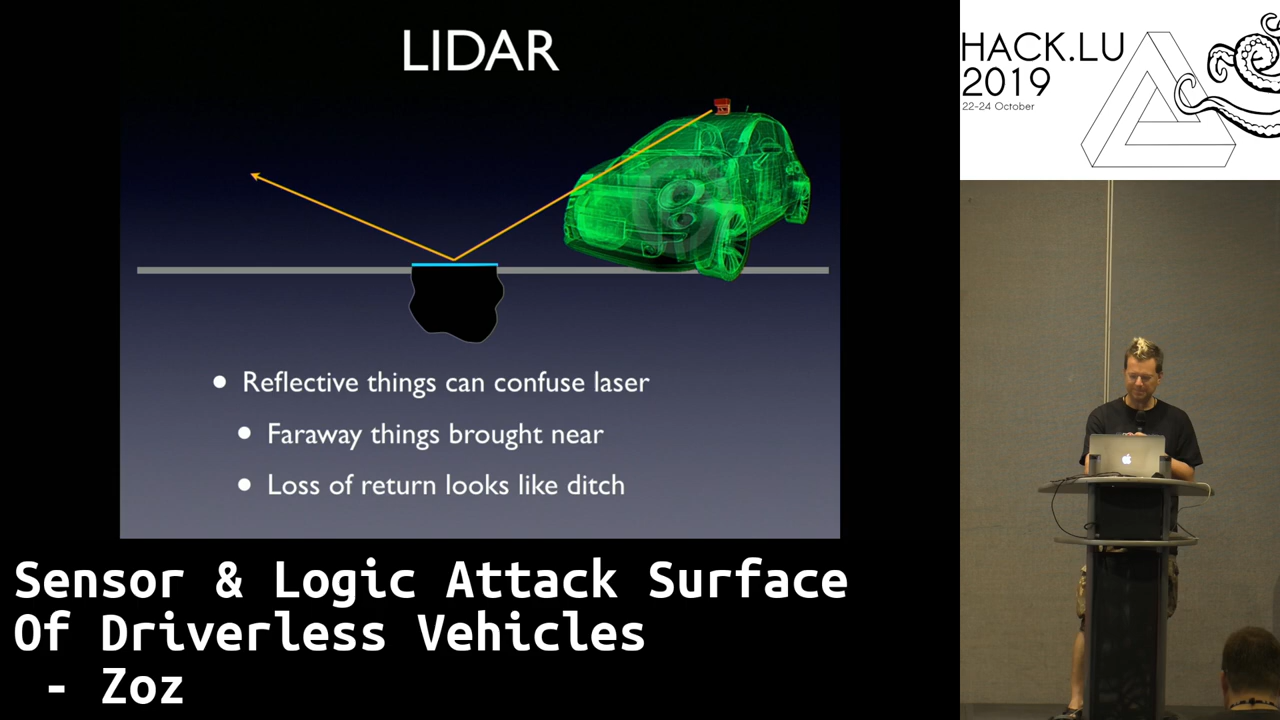 LIDAR
Reflective things can confuse laser
Faraway things brought near
Loss of return looks like ditch
HACK.LU
2019
22-24 October
Sensor & Logic Attack Surface
Of Driverless Vehicles
- Zoz